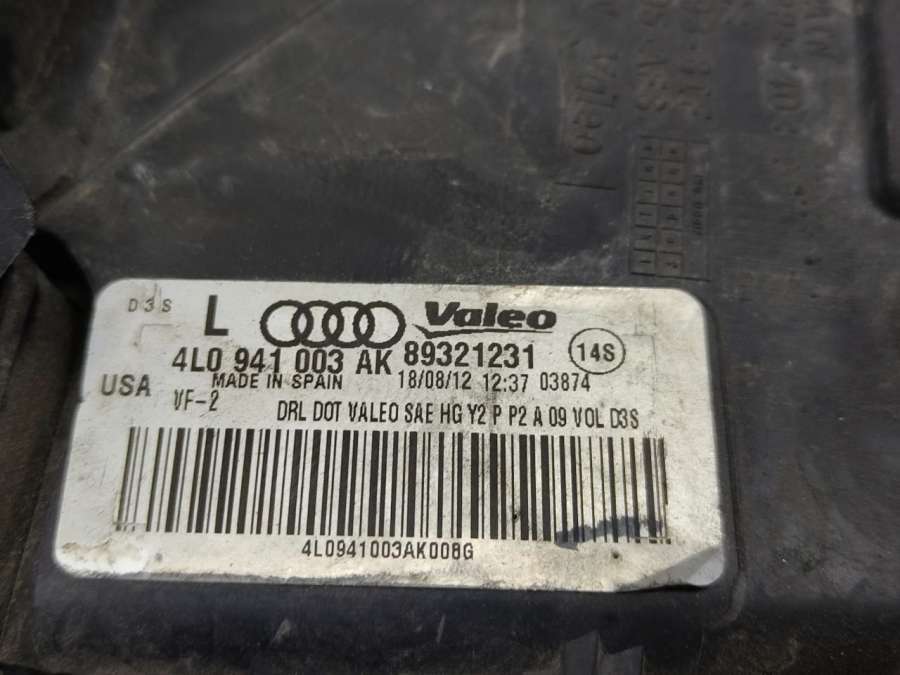 D3S L Valeo
4L0 941 003 AK 89321231 14S
USA MADE IN SPAIN 18/08/12 12:37 03874
VF-2 DRL DOT VALEO SAE HG Y2 P P2 A 09 VOL D3S
4L0941003AK008G
Valeo